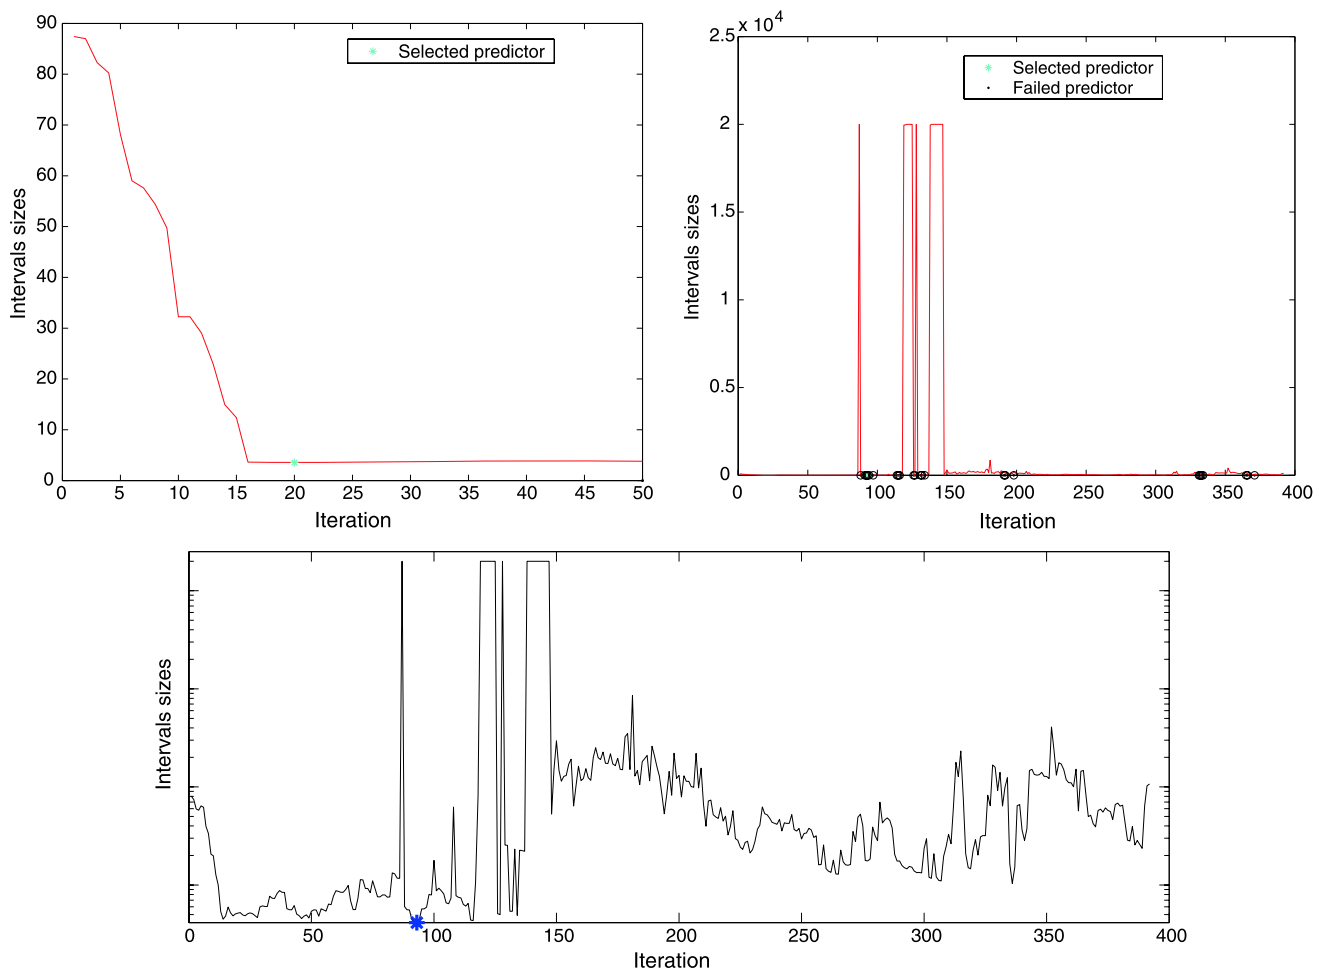 90
80
70
60
50
40
30
20
10
0
Intervals sizes
Selected predictor
0 5 10 15 20 25 30 35 40 45 50
Iteration
x 10^4
2.5
2
1.5
1
0.5
0
Intervals sizes
Selected predictor
Failed predictor
0 50 100 150 200 250 300 350 400
Iteration
Intervals sizes
0 50 100 150 200 250 300 350 400
Iteration